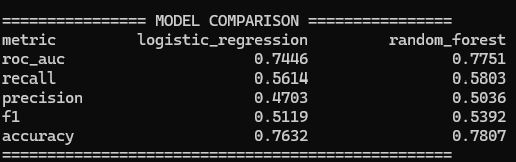 ================ MODEL COMPARISON ================
metric        logistic_regression        random_forest
roc_auc                    0.7446               0.7751
recall                     0.5614               0.5803
precision                  0.4703               0.5036
f1                         0.5119               0.5392
accuracy                   0.7632               0.7807
==================================================